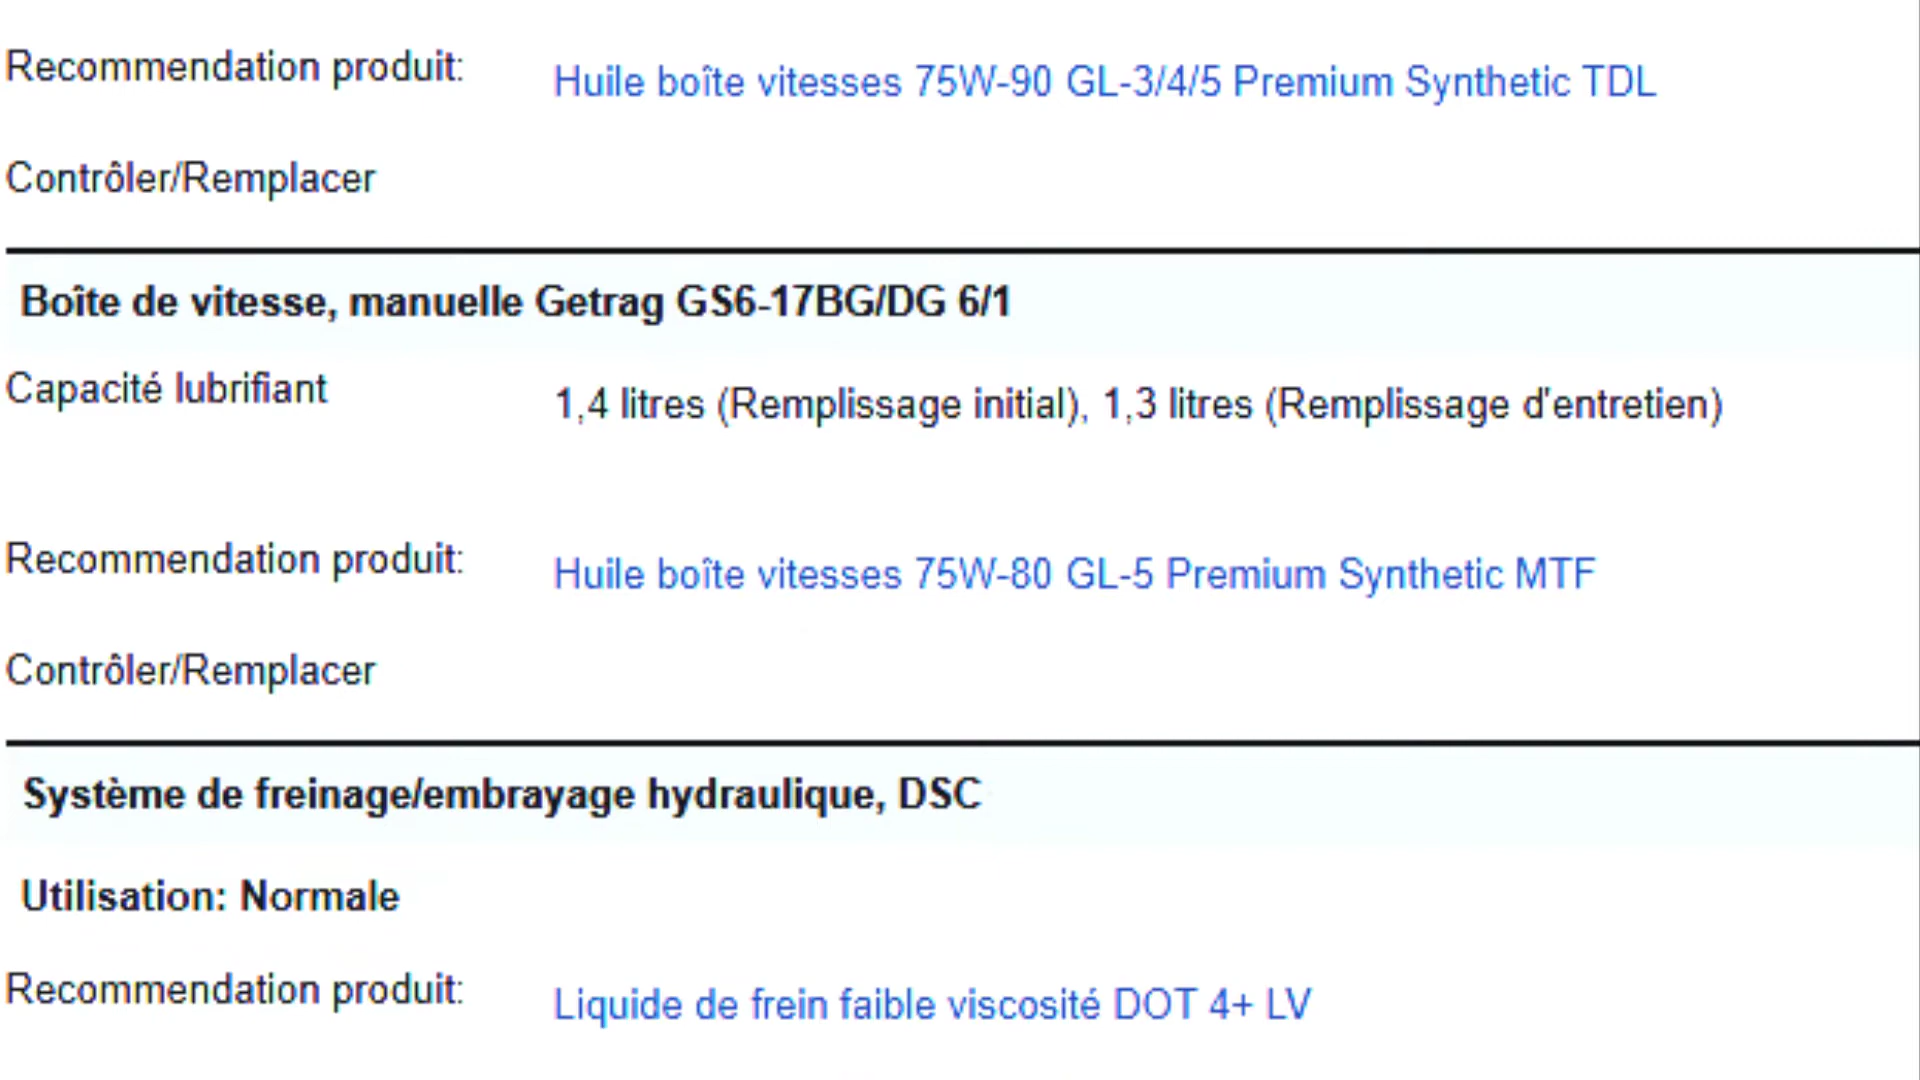 Recommendation produit: Huile boîte vitesses 75W-90 GL-3/4/5 Premium Synthetic TDL
Contrôler/Remplacer
Boîte de vitesse, manuelle Getrag GS6-17BG/DG 6/1
Capacité lubrifiant 1,4 litres (Remplissage initial), 1,3 litres (Remplissage d'entretien)
Recommendation produit: Huile boîte vitesses 75W-80 GL-5 Premium Synthetic MTF
Contrôler/Remplacer
Système de freinage/embrayage hydraulique, DSC
Utilisation: Normale
Recommendation produit: Liquide de frein faible viscosité DOT 4+ LV